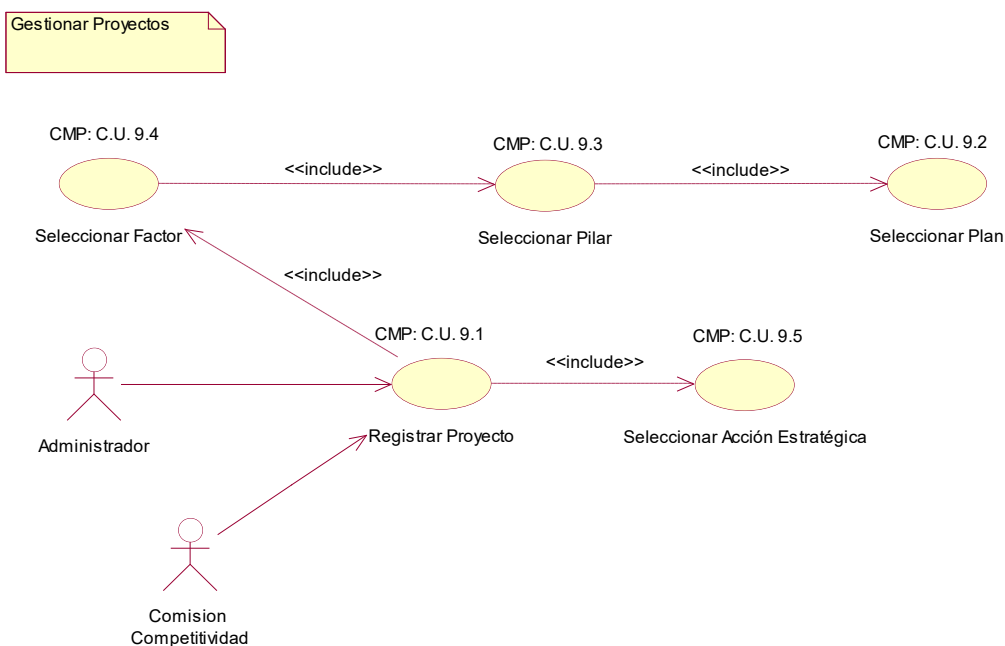 Gestionar Proyectos
CMP: C.U. 9.4
CMP: C.U. 9.3
CMP: C.U. 9.2
<<include>>
<<include>>
Seleccionar Factor
Seleccionar Pilar
Seleccionar Plan
<<include>>
CMP: C.U. 9.1
CMP: C.U. 9.5
<<include>>
Administrador
Registrar Proyecto
Seleccionar Acción Estratégica
Comision
Competitividad